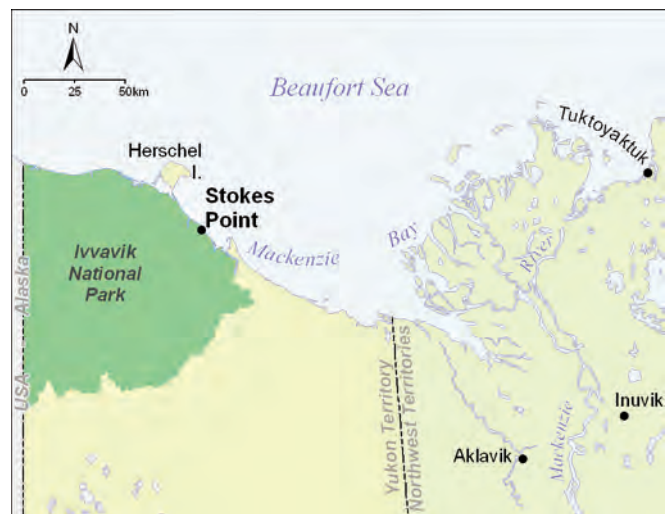 N
0 25 50km
Beaufort Sea
Tuktoyaktuk
Herschel
I.
Stokes
Point
Mackenzie Bay
River
Ivvavik
National
Park
USA Alaska
Yukon Territory
Northwest Territories
Inuvik
Aklavik
Mackenzie